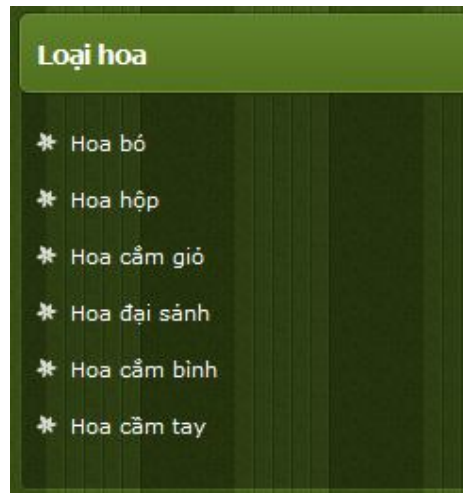 Loại hoa
Hoa bó
Hoa hộp
Hoa cắm giỏ
Hoa đại sảnh
Hoa cắm bình
Hoa cầm tay